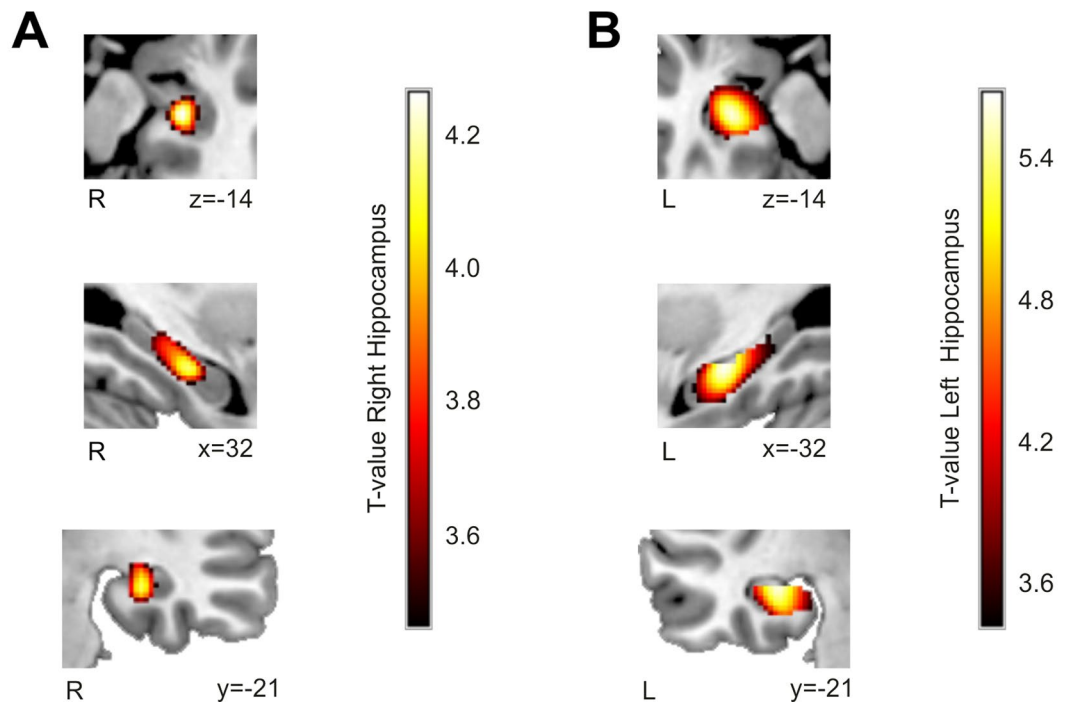 A
R z=-14
R x=32
R y=-21
T-value Right Hippocampus
4.2
4.0
3.8
3.6
B
L z=-14
L x=-32
L y=-21
T-value Left Hippocampus
5.4
4.8
4.2
3.6